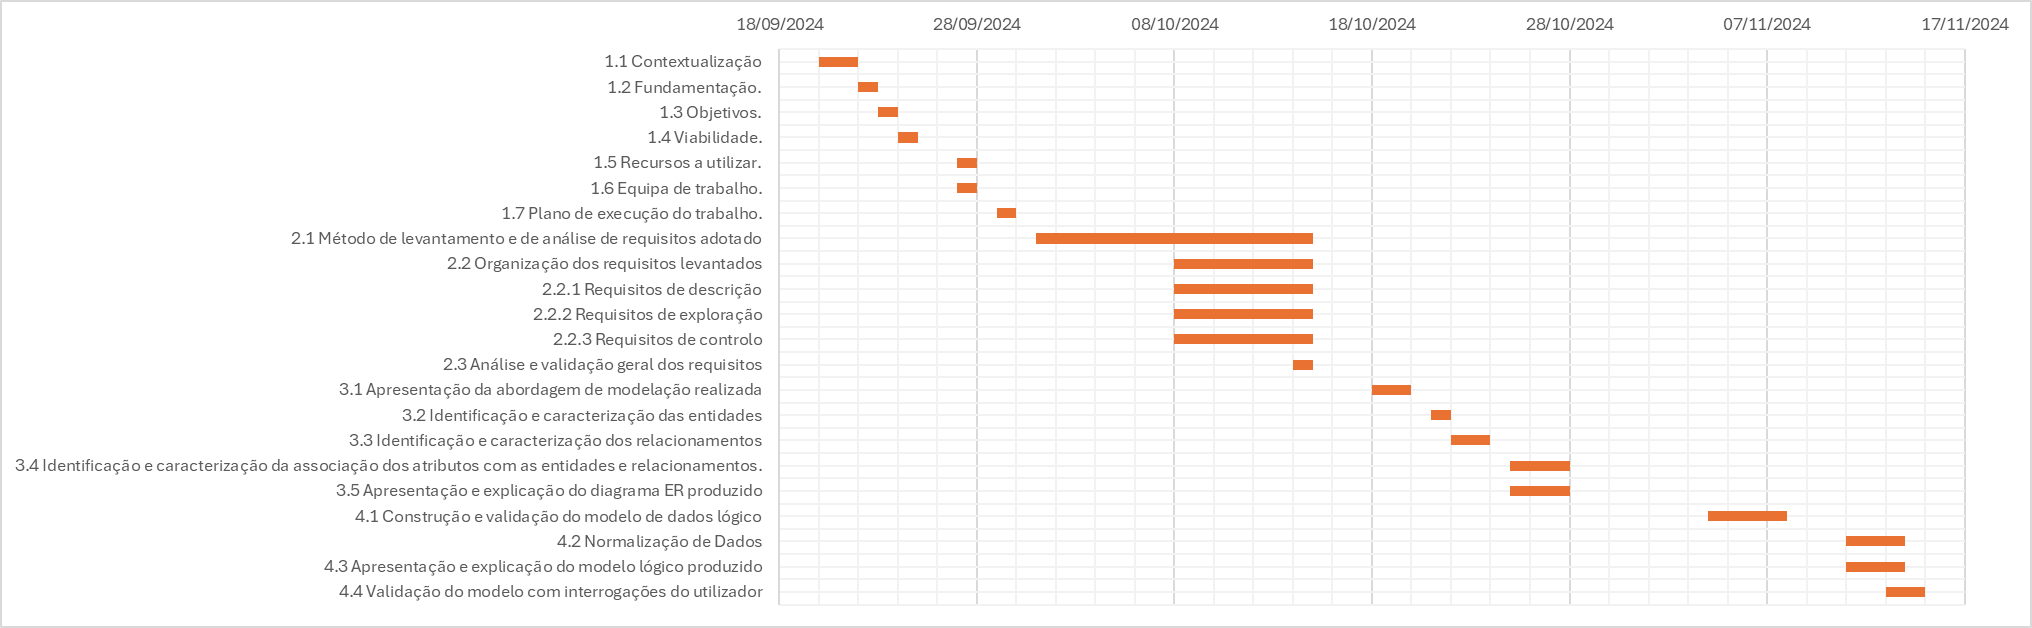 18/09/2024 28/09/2024 08/10/2024 18/10/2024 28/10/2024 07/11/2024 17/11/2024
1.1 Contextualização
1.2 Fundamentação.
1.3 Objetivos.
1.4 Viabilidade.
1.5 Recursos a utilizar.
1.6 Equipa de trabalho.
1.7 Plano de execução do trabalho.
2.1 Método de levantamento e de análise de requisitos adotado
2.2 Organização dos requisitos levantados
2.2.1 Requisitos de descrição
2.2.2 Requisitos de exploração
2.2.3 Requisitos de controlo
2.3 Análise e validação geral dos requisitos
3.1 Apresentação da abordagem de modelação realizada
3.2 Identificação e caracterização das entidades
3.3 Identificação e caracterização dos relacionamentos
3.4 Identificação e caracterização da associação dos atributos com as entidades e relacionamentos.
3.5 Apresentação e explicação do diagrama ER produzido
4.1 Construção e validação do modelo de dados lógico
4.2 Normalização de Dados
4.3 Apresentação e explicação do modelo lógico produzido
4.4 Validação do modelo com interrogações do utilizador